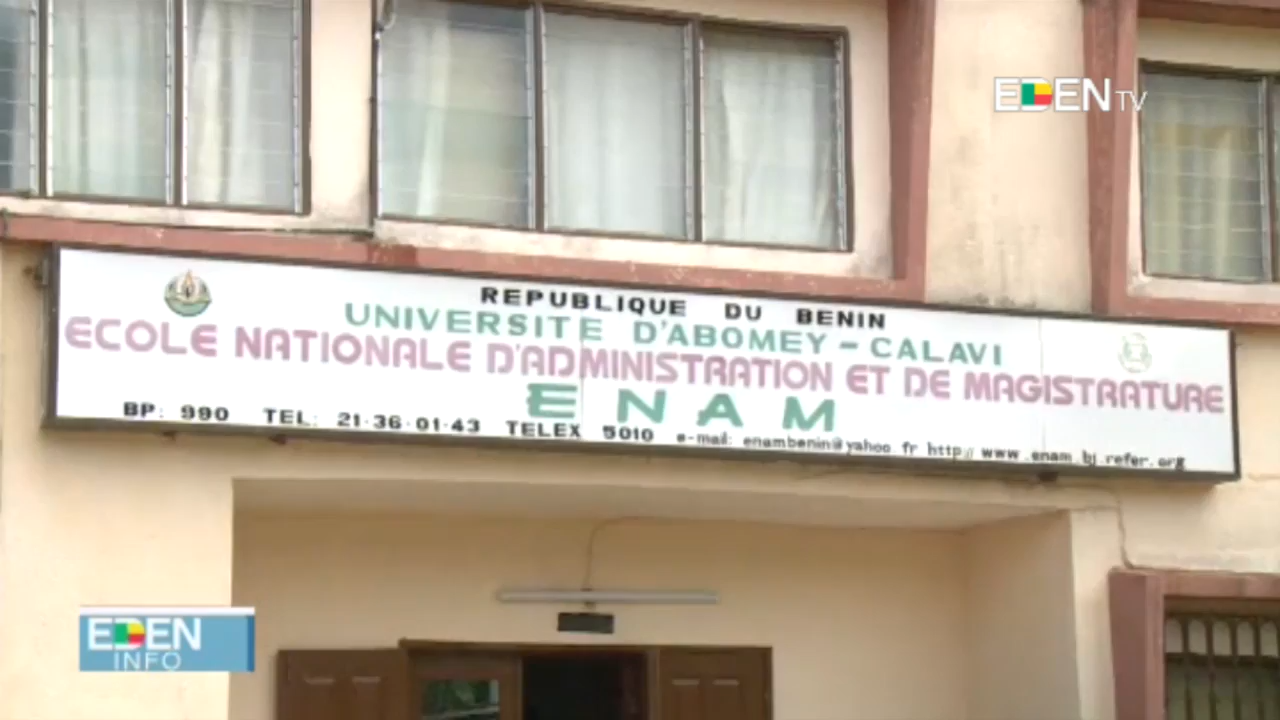 EDEN TV
REPUBLIQUE DU BENIN
UNIVERSITE D'ABOMEY - CALAVI
ECOLE NATIONALE D'ADMINISTRATION ET DE MAGISTRATURE
ENAM
BP: 990 TEL: 21·36·01·43 TELEX 5010 e-mail: enambenin@yahoo.fr http// www.enam.bj.refer.org
EDEN
INFO